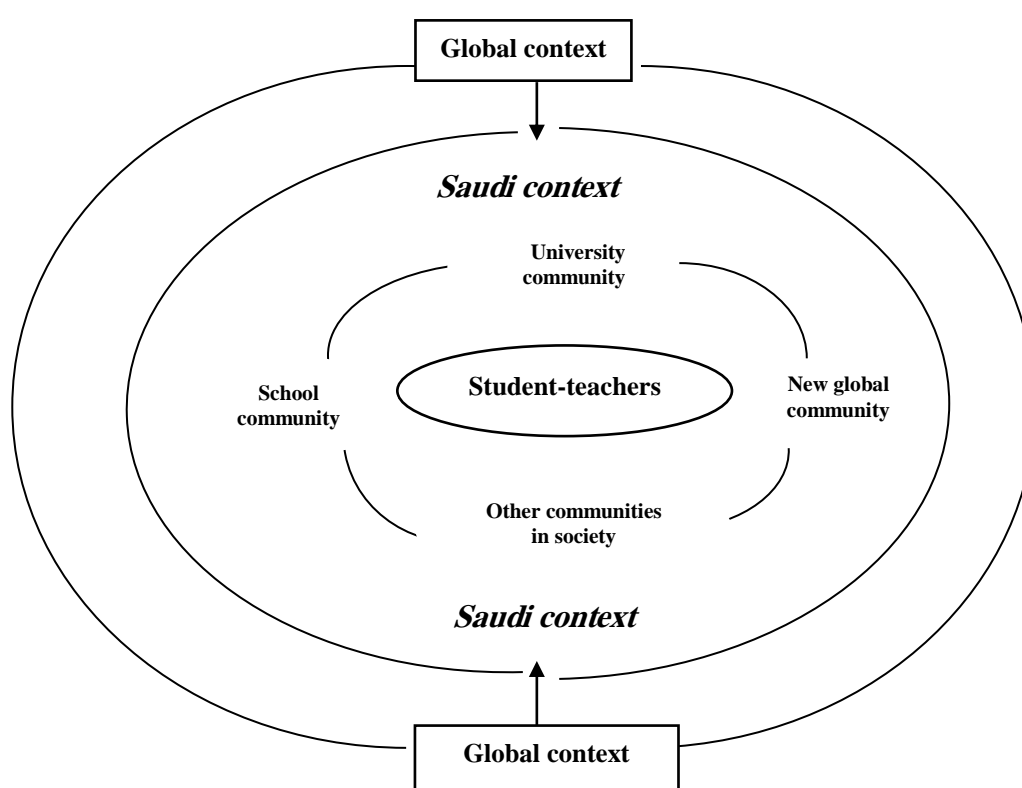 Global context
Saudi context
University
community
School
community
Student-teachers
New global
community
Other communities
in society
Saudi context
Global context